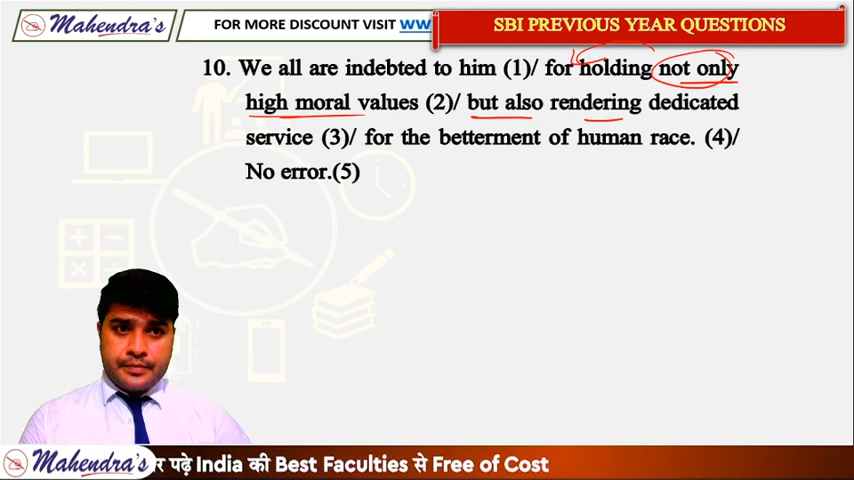 Mahendra's
FOR MORE DISCOUNT VISIT WW
SBI PREVIOUS YEAR QUESTIONS
10. We all are indebted to him (1)/ for holding not only
high moral values (2)/ but also rendering dedicated
service (3)/ for the betterment of human race. (4)/
No error.(5)
Mahendra's
र पढ़े India की Best Faculties से Free of Cost